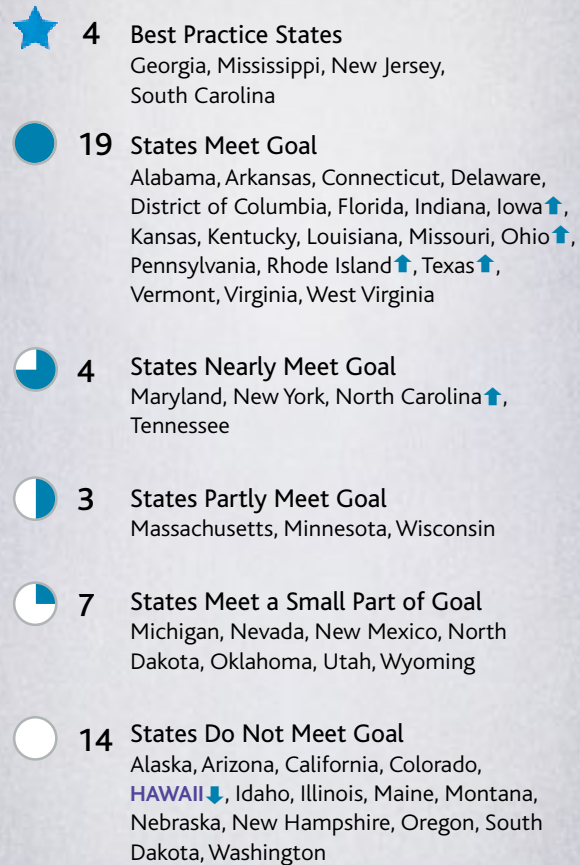 4 Best Practice States
Georgia, Mississippi, New Jersey,
South Carolina
19 States Meet Goal
Alabama, Arkansas, Connecticut, Delaware,
District of Columbia, Florida, Indiana, Iowa⬆,
Kansas, Kentucky, Louisiana, Missouri, Ohio⬆,
Pennsylvania, Rhode Island⬆, Texas⬆,
Vermont, Virginia, West Virginia
4 States Nearly Meet Goal
Maryland, New York, North Carolina⬆,
Tennessee
3 States Partly Meet Goal
Massachusetts, Minnesota, Wisconsin
7 States Meet a Small Part of Goal
Michigan, Nevada, New Mexico, North
Dakota, Oklahoma, Utah, Wyoming
14 States Do Not Meet Goal
Alaska, Arizona, California, Colorado,
HAWAII⬇, Idaho, Illinois, Maine, Montana,
Nebraska, New Hampshire, Oregon, South
Dakota, Washington